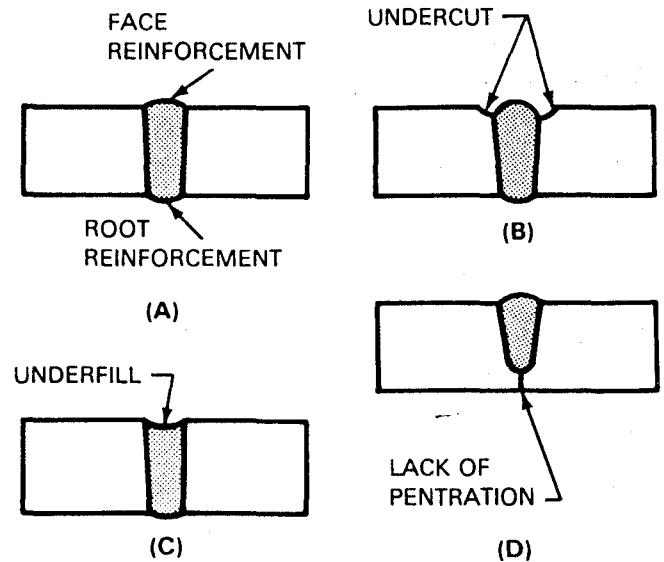 FACE
REINFORCEMENT
ROOT
REINFORCEMENT
(A)
UNDERCUT
(B)
UNDERFILL
(C)
LACK OF
PENTRATION
(D)